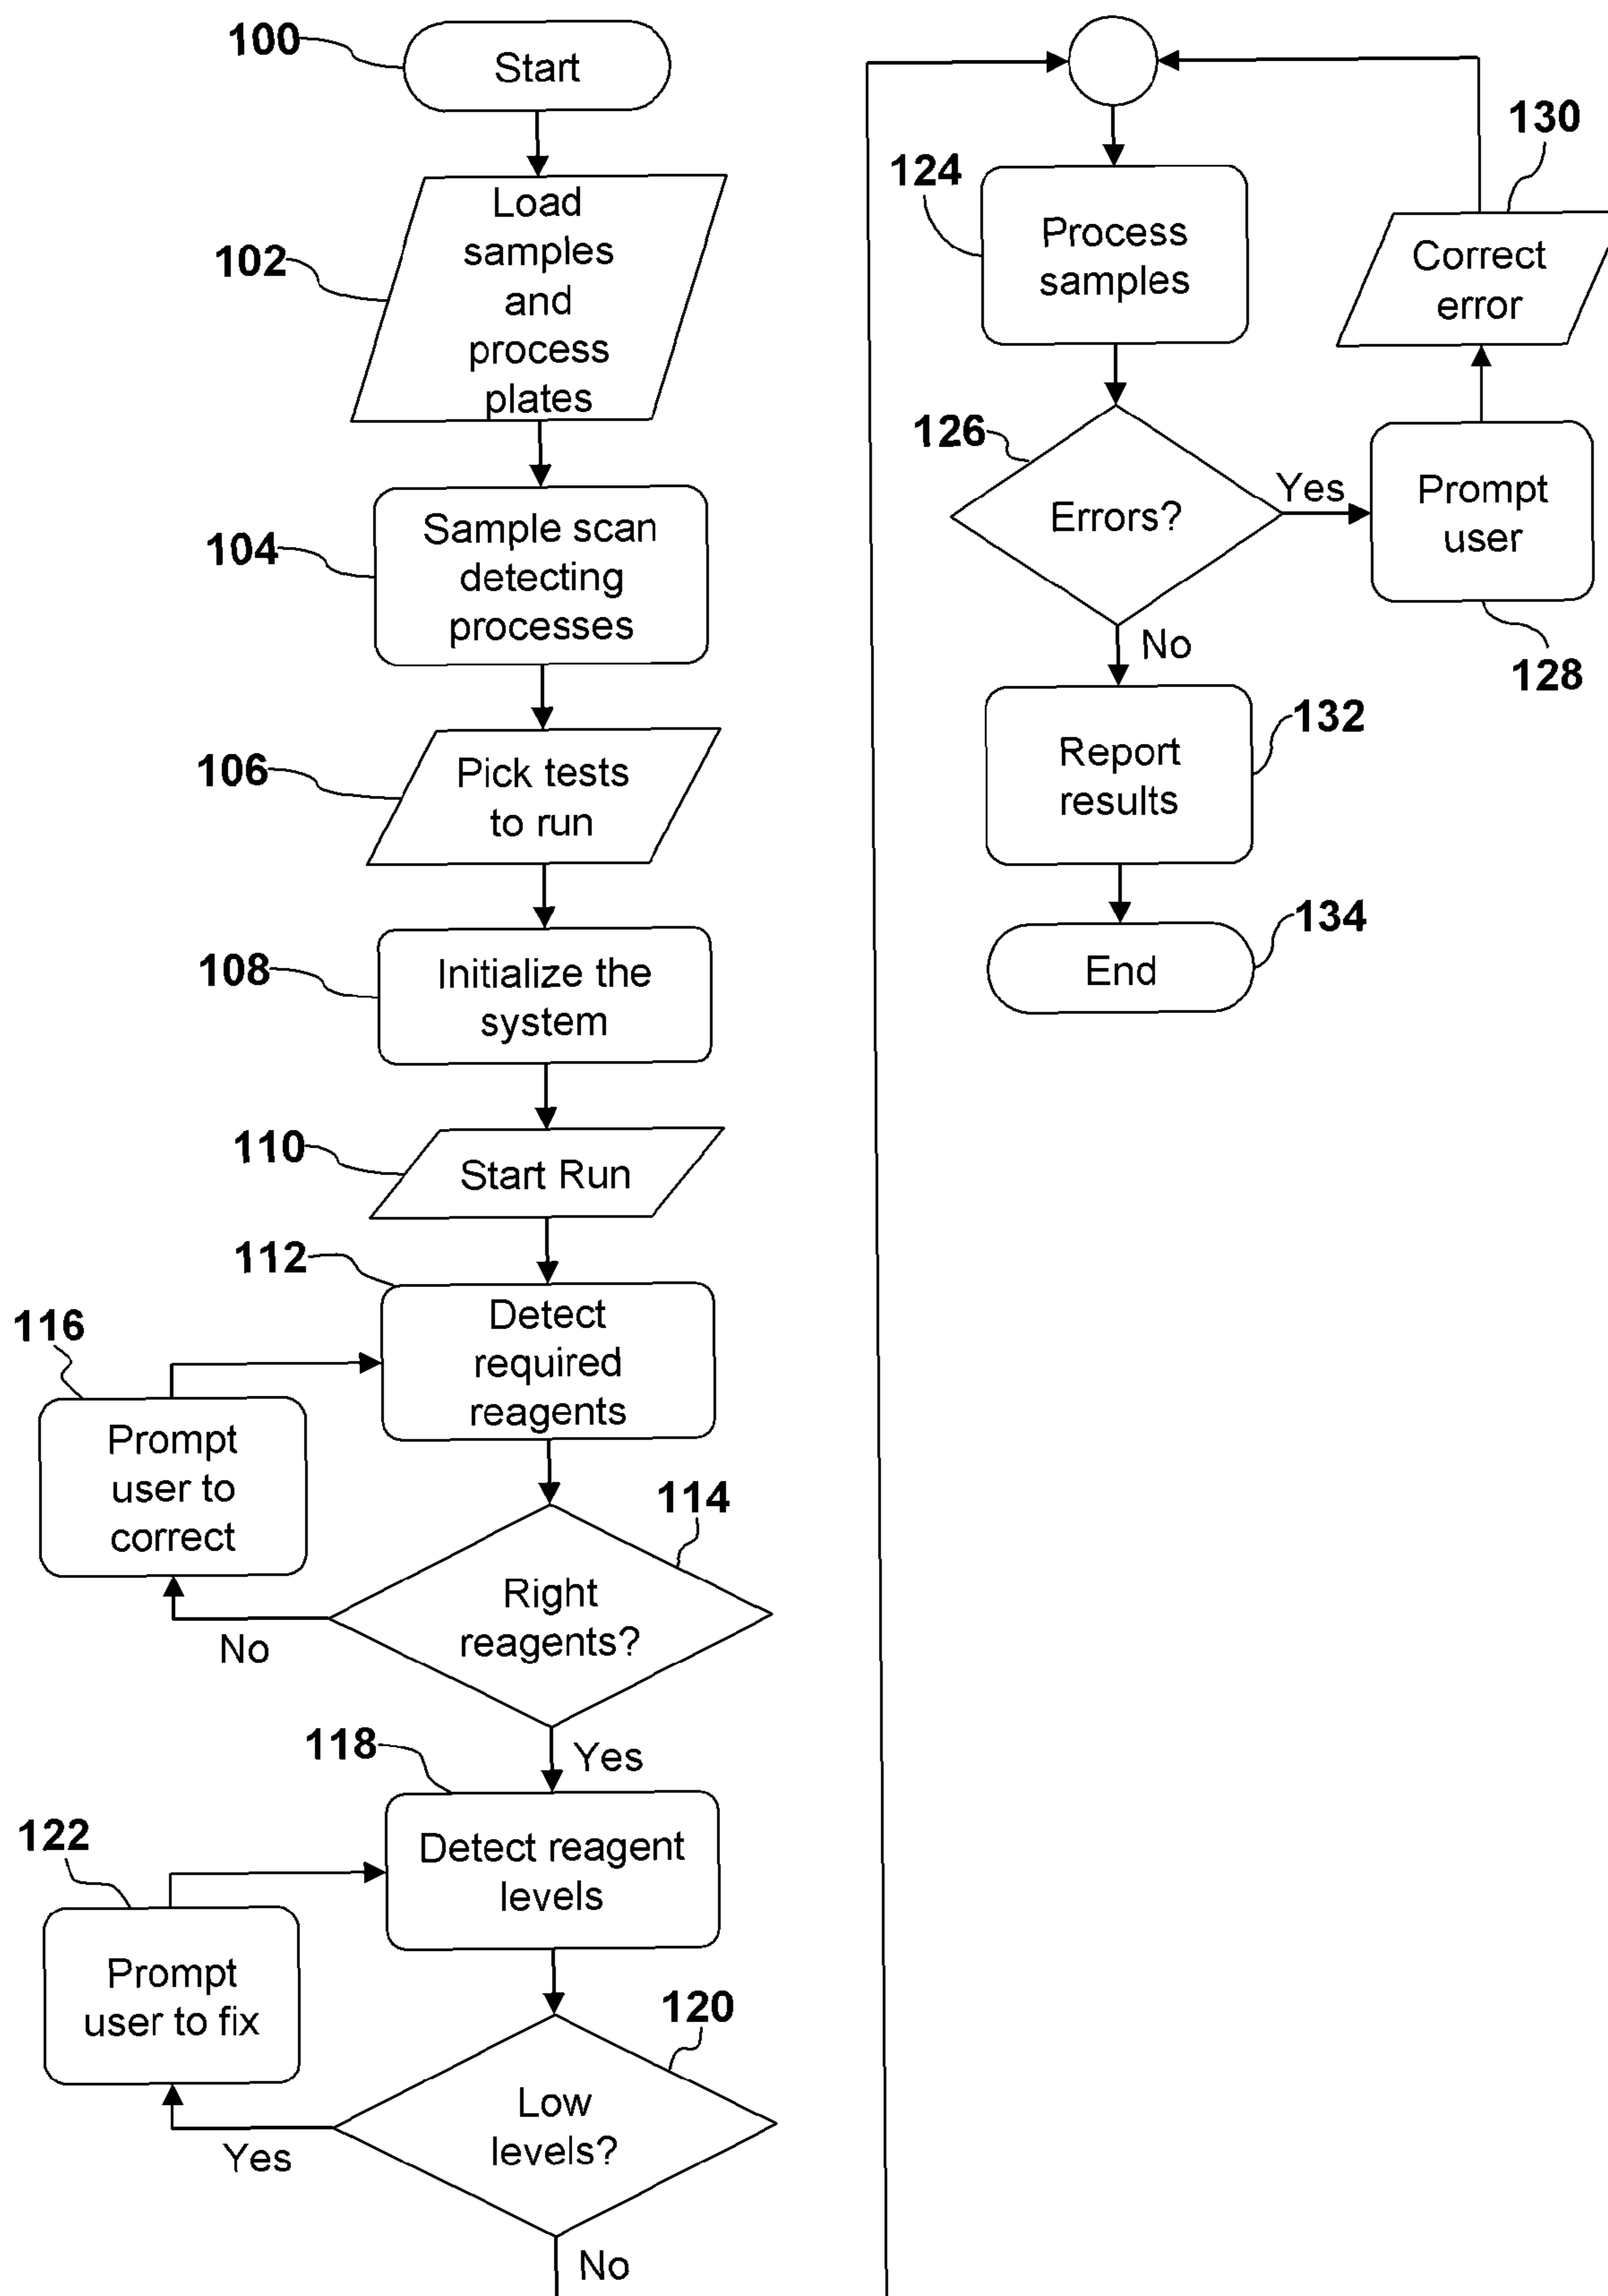 100
Start
102
Load
samples
and
process
plates
104
Sample scan
detecting
processes
106
Pick tests
to run
108
Initialize the
system
110
Start Run
112
Detect
required
reagents
116
Prompt
user to
correct
114
Right
reagents?
No
Yes
118
Detect reagent
levels
122
Prompt
user to fix
120
Low
levels?
Yes
No
124
Process
samples
130
Correct
error
126
Errors?
Yes
Prompt
user
128
No
132
Report
results
134
End